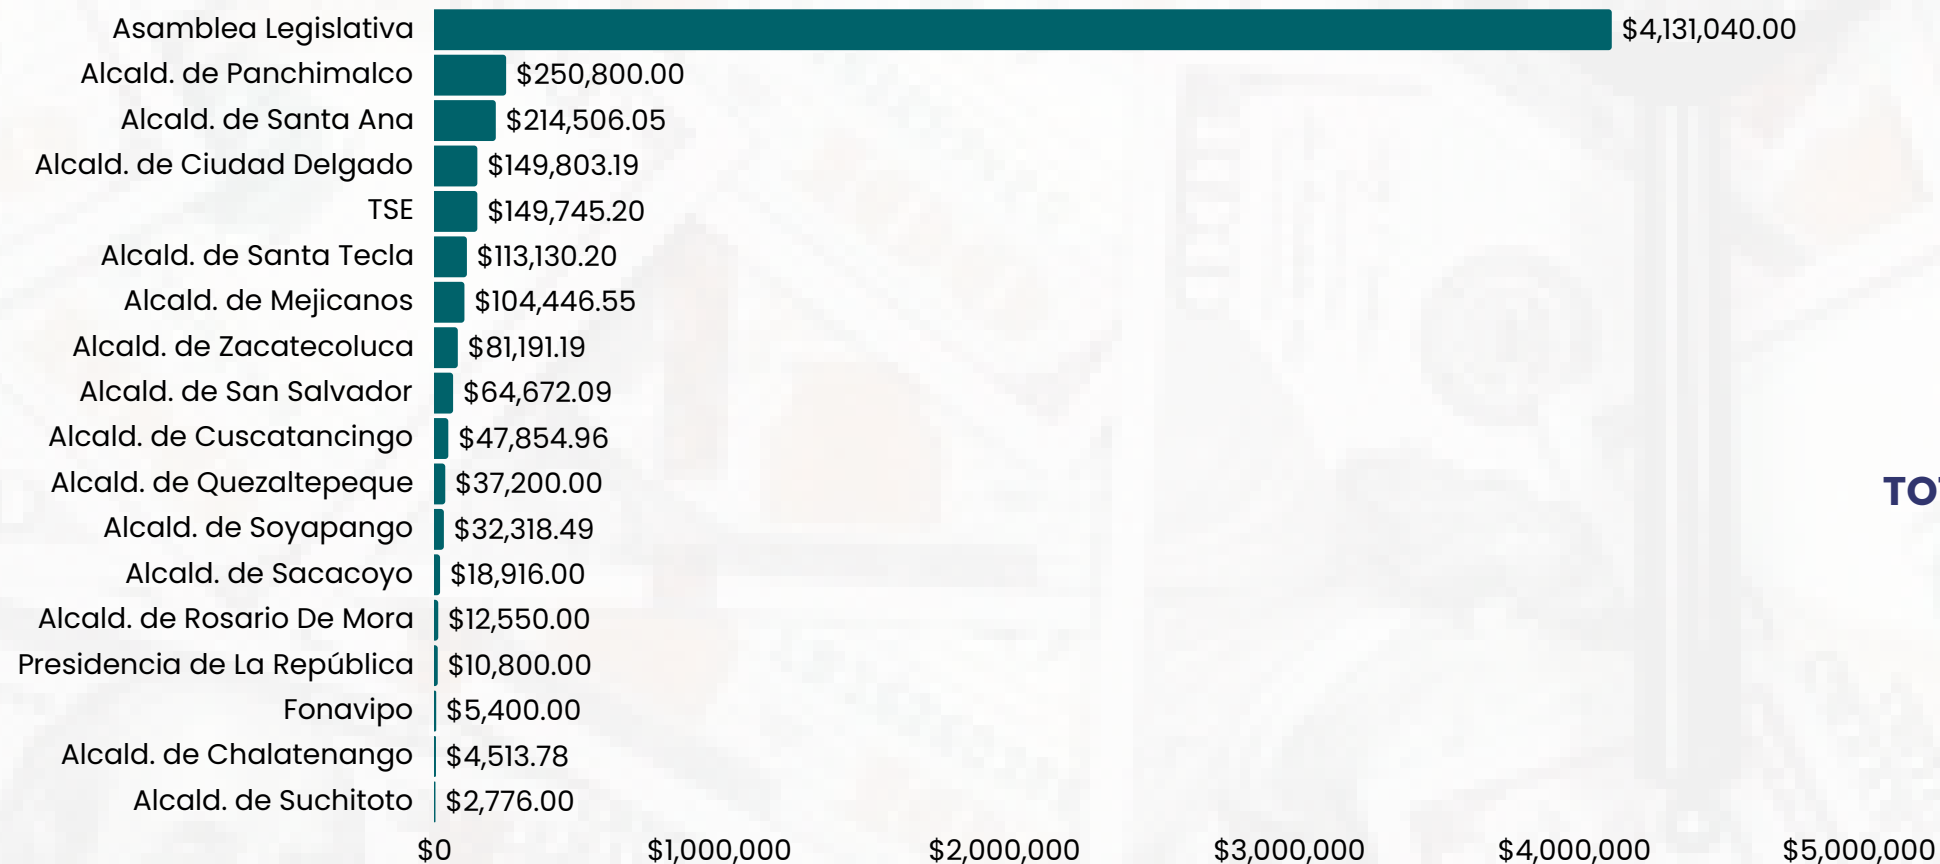 Asamblea Legislativa $4,131,040.00
Alcald. de Panchimalco $250,800.00
Alcald. de Santa Ana $214,506.05
Alcald. de Ciudad Delgado $149,803.19
TSE $149,745.20
Alcald. de Santa Tecla $113,130.20
Alcald. de Mejicanos $104,446.55
Alcald. de Zacatecoluca $81,191.19
Alcald. de San Salvador $64,672.09
Alcald. de Cuscatancingo $47,854.96
Alcald. de Quezaltepeque $37,200.00
Alcald. de Soyapango $32,318.49
Alcald. de Sacacoyo $18,916.00
Alcald. de Rosario De Mora $12,550.00
Presidencia de La República $10,800.00
Fonavipo $5,400.00
Alcald. de Chalatenango $4,513.78
Alcald. de Suchitoto $2,776.00
$0 $1,000,000 $2,000,000 $3,000,000 $4,000,000 $5,000,000